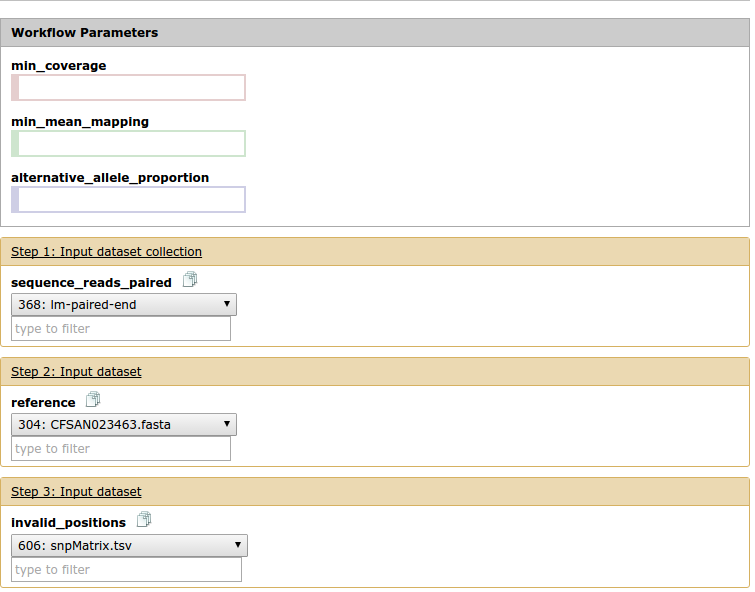 Workflow Parameters
min_coverage
min_mean_mapping
alternative_allele_proportion
Step 1: Input dataset collection
sequence_reads_paired
368: lm-paired-end
type to filter
Step 2: Input dataset
reference
304: CFSAN023463.fasta
type to filter
Step 3: Input dataset
invalid_positions
606: snpMatrix.tsv
type to filter